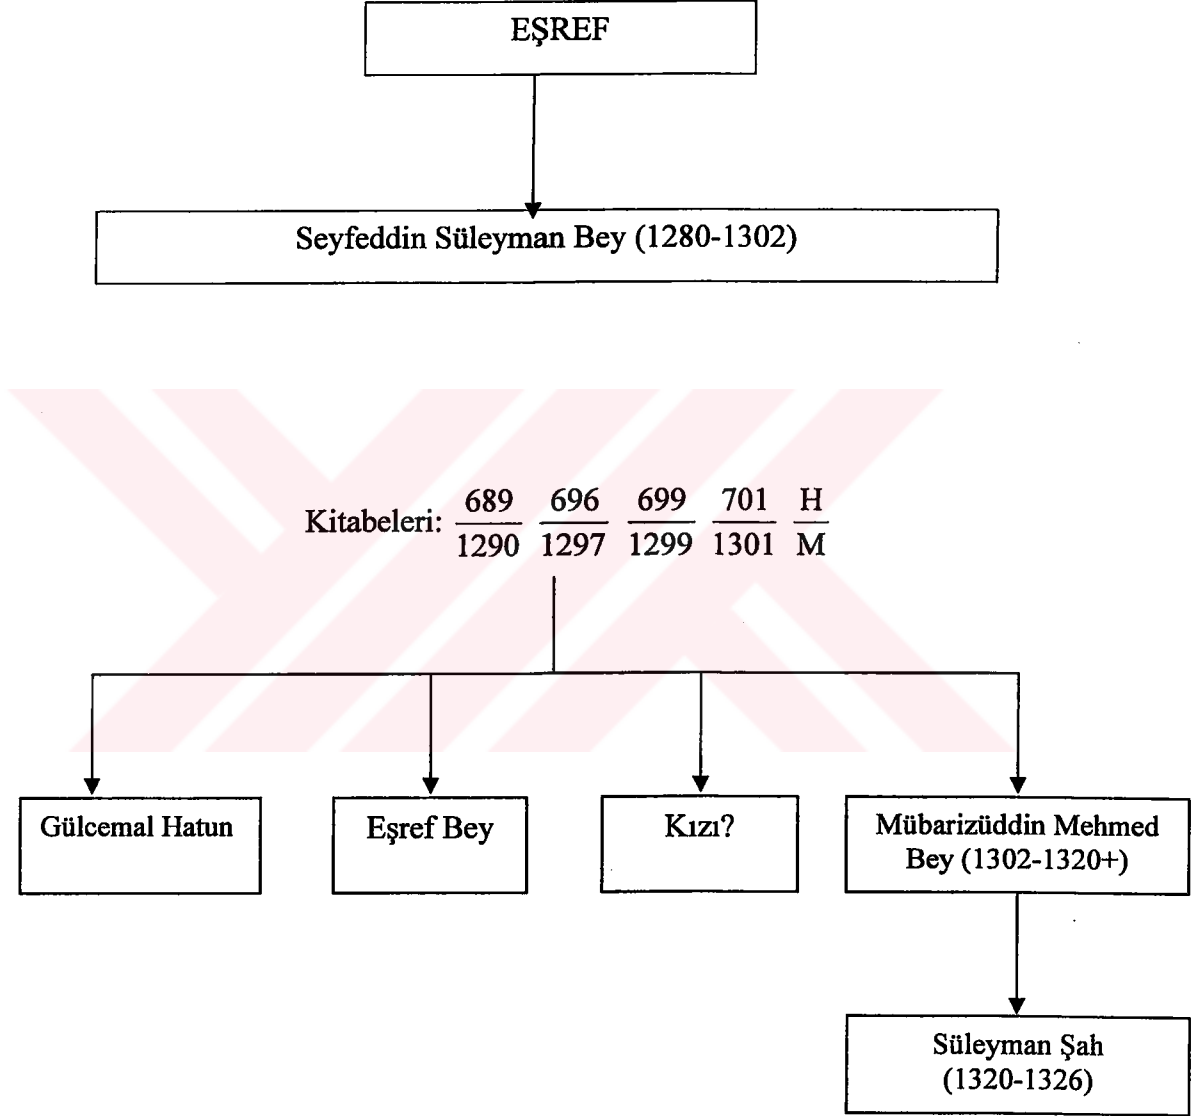 EŞREF
Seyfeddin Süleyman Bey (1280-1302)
Kitabeleri: 689/1290 696/1297 699/1299 701/1301 H/M
Gülcemal Hatun
Eşref Bey
Kızı?
Mübarizüddin Mehmed
Bey (1302-1320+)
Süleyman Şah
(1320-1326)